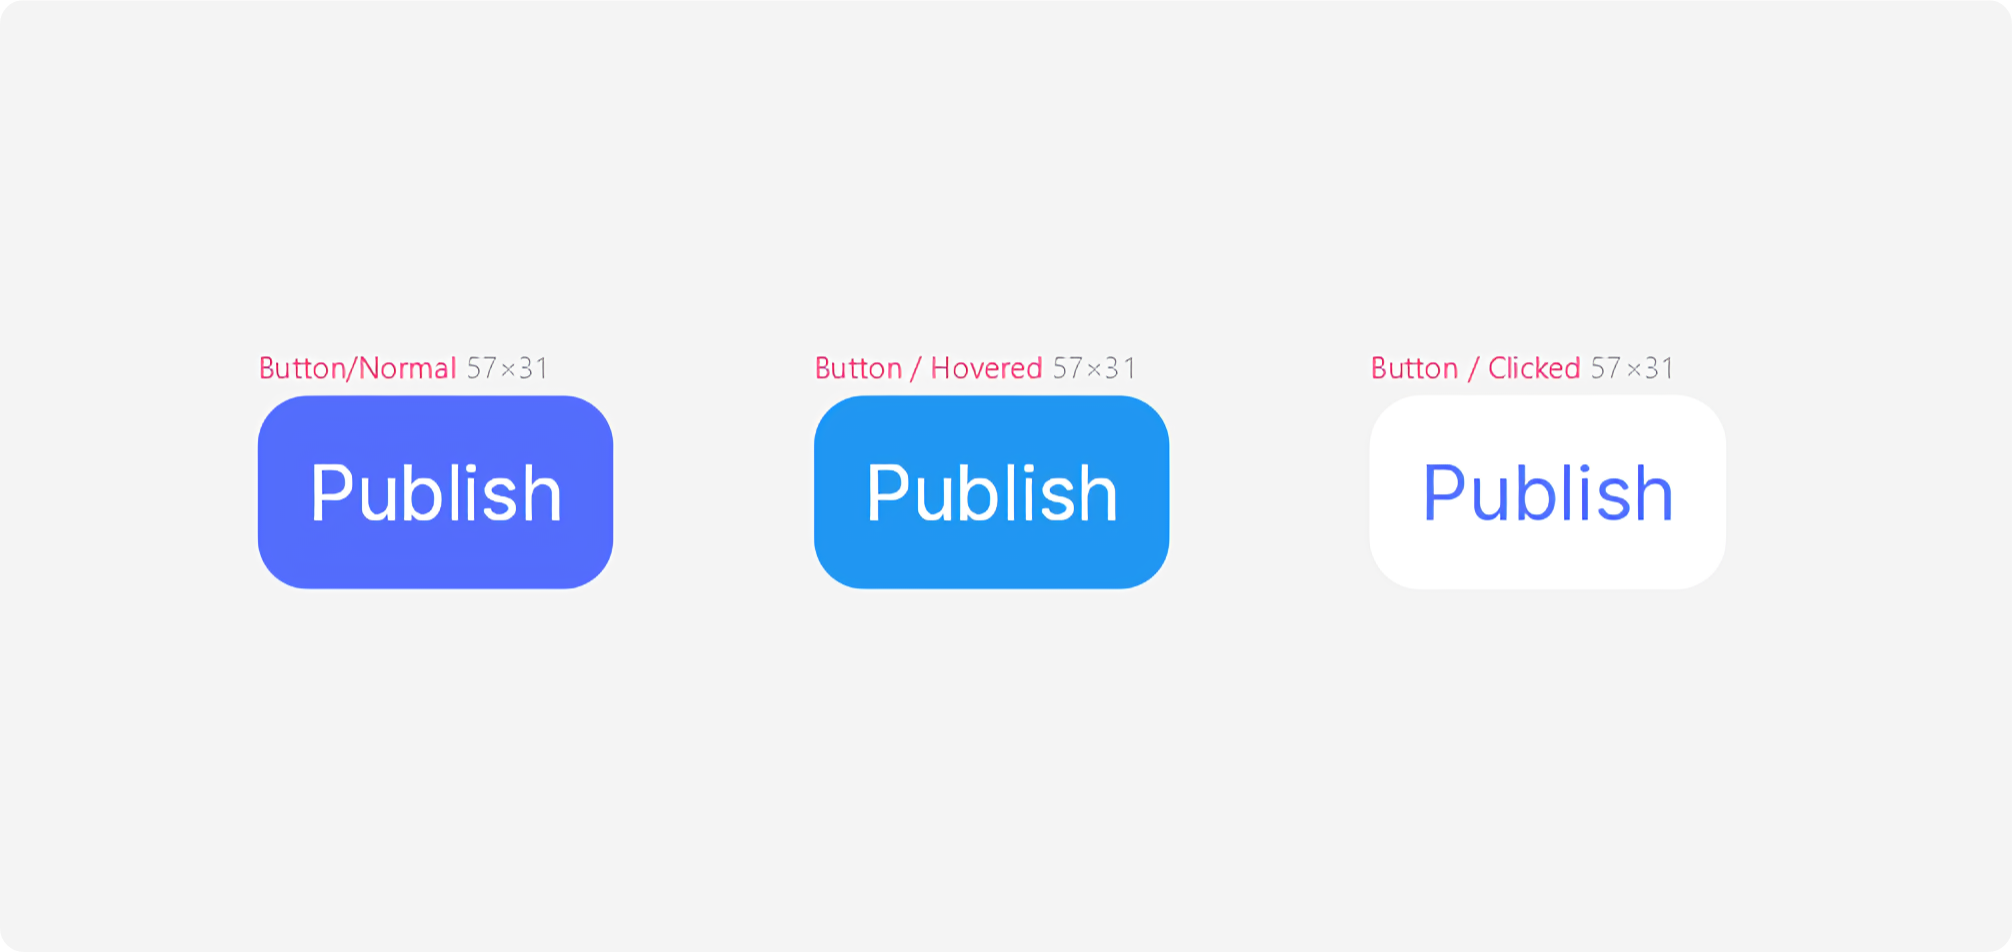 Button/Normal 57×31
Button / Hovered 57×31
Button / Clicked 57×31
Publish
Publish
Publish